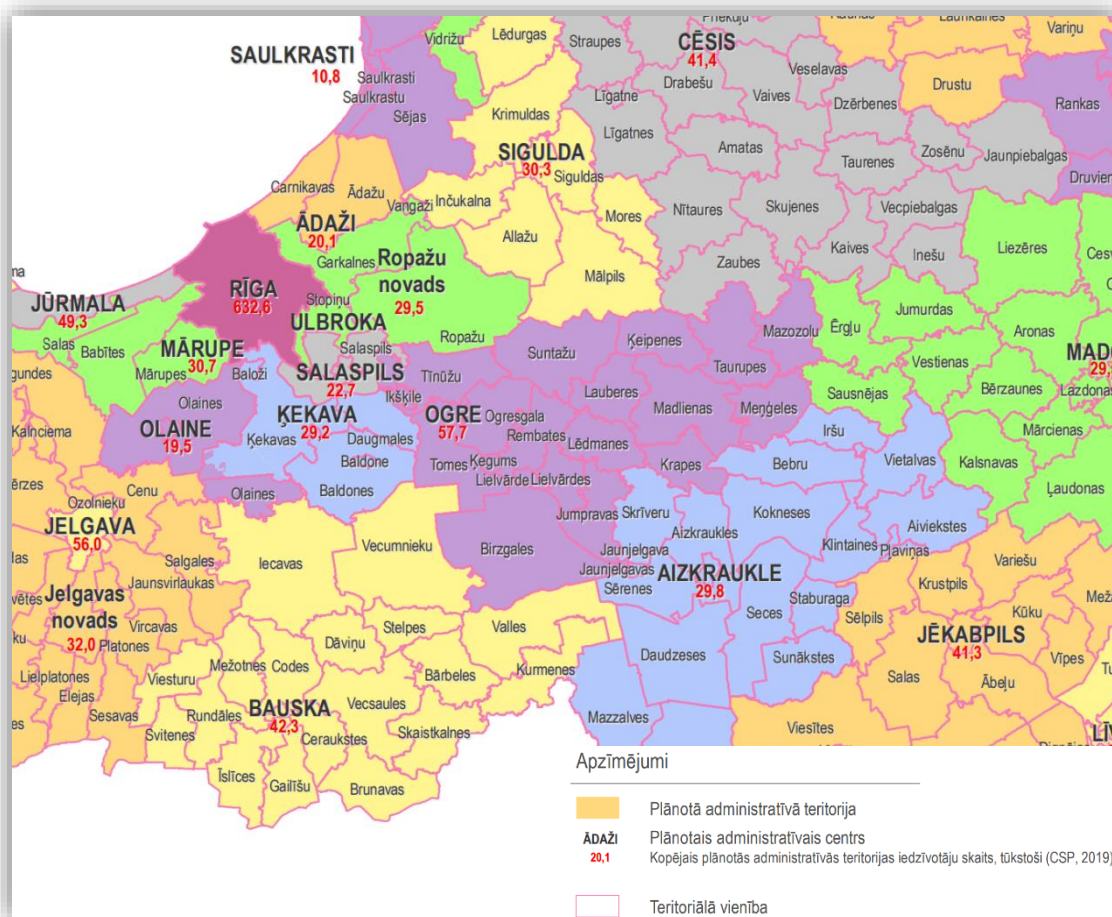 Vidrižu
Lēdurgas
Straupes
CĒSIS
41,4
Variņu
SAULKRASTI
10,8
Saulkrasti
Saulkrastu
Sējas
Krimuldas
Līgatne
Līgatnes
Drabešu
Vaives
Veselavas
Dzērbenes
Drustu
Rankas
SIGULDA
30,3
Siguldas
Amatas
Taurenes
Zosēnu
Jaunpiebalgas
Carnikavas
Ādažu
Vangaži
Inčukalna
Mores
Nītaures
Skujenes
Vecpiebalgas
ĀDAŽI
20,1
Allažu
Kaives
Inešu
Liezēres
Garkalnes
Ropažu
novads
29,5
Mālpils
Zaubes
RĪGA
632,6
Stopiņu
JŪRMALA
49,3
ULBROKA
Ropažu
Mazozolu
Ērgļu
Jumurdas
Aronas
Salas
Babītes
MĀRUPE
30,7
Mārupes
Salaspils
SALASPILS
22,7
Suntažu
Ķeipenes
Taurupes
Vestienas
Bērzaunes
Lazdonas
Baloži
Ikšķile
Tīnūžu
Lauberes
Madlienas
Meņģeles
Sausnējas
Olaines
OLAINE
19,5
ĶEKAVA
29,2
Ķekavas
Daugmales
OGRE
57,7
Ogresgala
Rembates
Lēdmanes
Iršu
Mārcienas
Kalnciema
Baldone
Baldones
Tomes
Ķegums
Lielvārde
Lielvārdes
Krapes
Bebru
Vietalvas
Kalsnavas
Cenu
Ozolnieku
Olaines
Ļaudonas
JELGAVA
56,0
Jumpravas
Skrīveru
Kokneses
Aiviekstes
Salgales
Iecavas
Vecumnieku
Birzgales
Aizkraukles
Klintaines
Pļaviņas
Jaunjelgava
Jaunjelgavas
Sērenes
AIZKRAUKLE
29,8
Variešu
Krustpils
Jaunsvirlaukas
Jelgavas
novads
32,0
Staburaga
Seces
Sēlpils
Kūku
Vircavas
Platones
Stelpes
Valles
JĒKABPILS
41,3
Dāviņu
Daudzeses
Sunākstes
Vīpes
Lielplatones
Elejas
Sesavas
Viesturu
Mežotnes
Codes
Bārbeles
Kurmenes
Salas
Ābeļu
Svitenes
Rundāles
BAUSKA
42,3
Vecsaules
Skaistkalnes
Mazzalves
Viesītes
Ceraukstes
Īslīces
Gailīšu
Brunavas
Apzīmējumi
Plānotā administratīvā teritorija
ĀDAŽI Plānotais administratīvais centrs
20,1 Kopējais plānotās administratīvās teritorijas iedzīvotāju skaits, tūkstoši (CSP, 2019)
Teritoriālā vienība